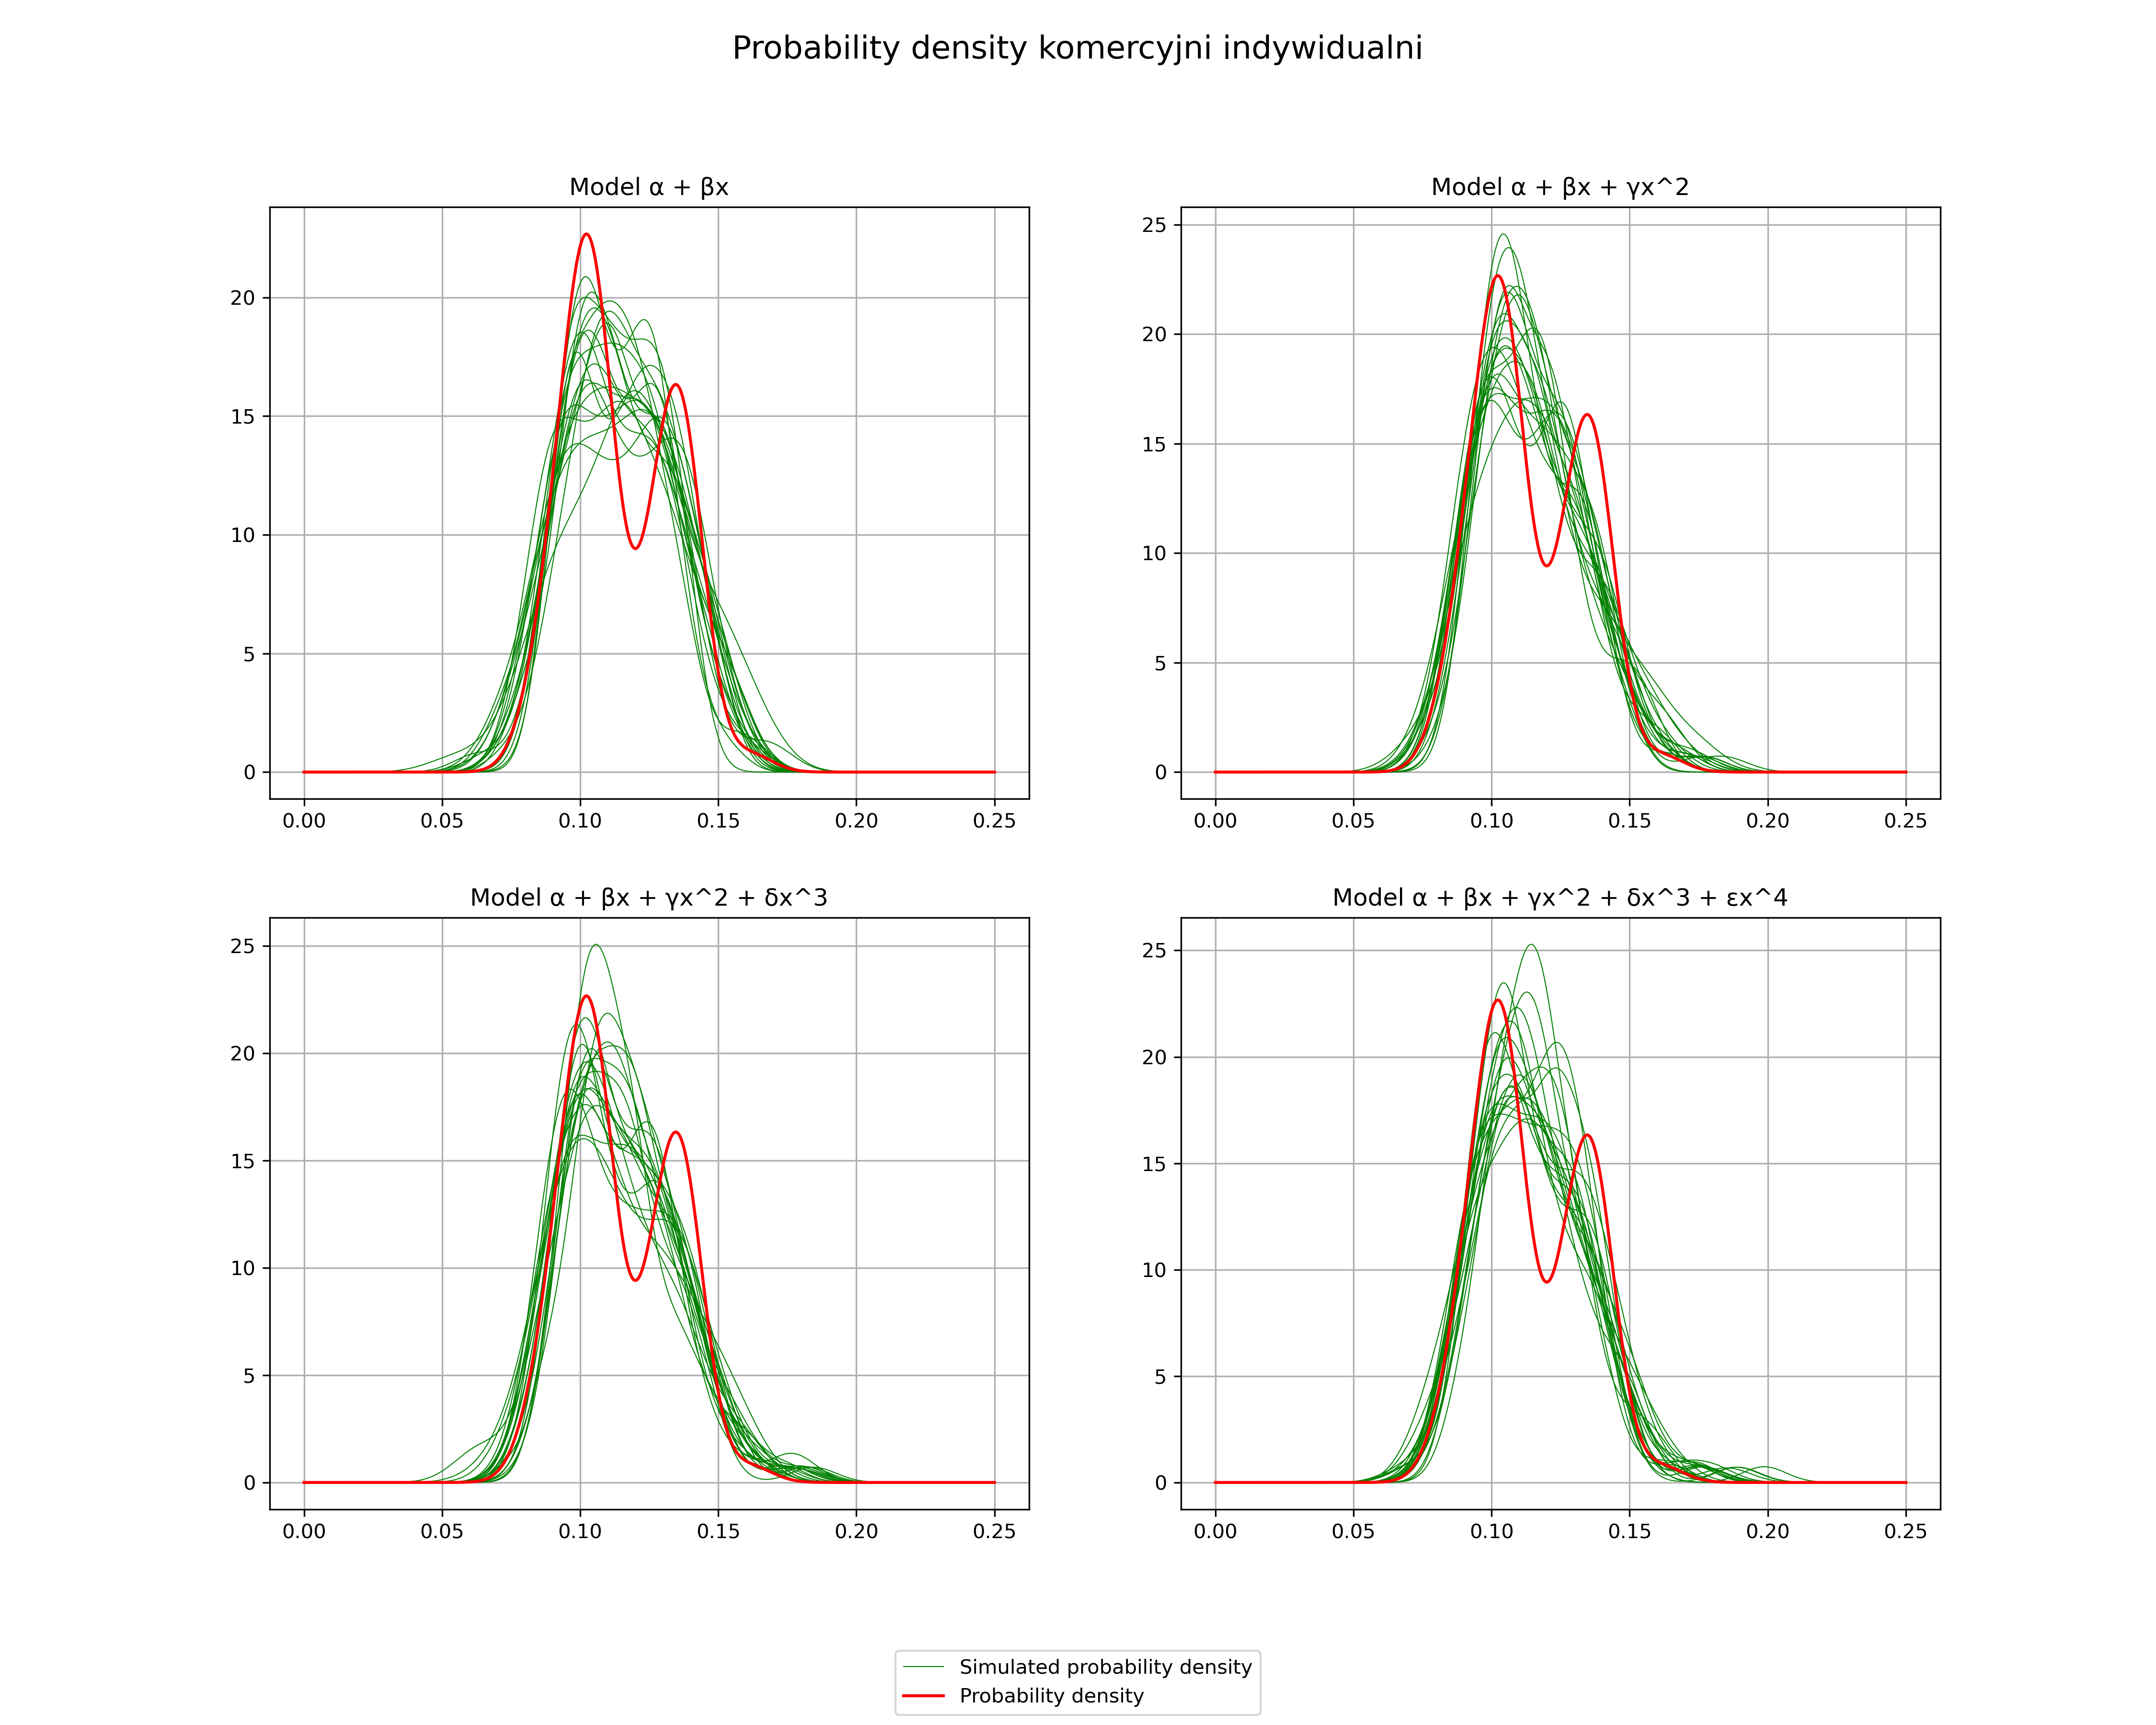 Probability density komercyjni indywidualni
Model α + βx
20
15
10
5
0
0.00 0.05 0.10 0.15 0.20 0.25
Model α + βx + γx^2
25
20
15
10
5
0
0.00 0.05 0.10 0.15 0.20 0.25
Model α + βx + γx^2 + δx^3
25
20
15
10
5
0
0.00 0.05 0.10 0.15 0.20 0.25
Model α + βx + γx^2 + δx^3 + εx^4
25
20
15
10
5
0
0.00 0.05 0.10 0.15 0.20 0.25
Simulated probability density
Probability density